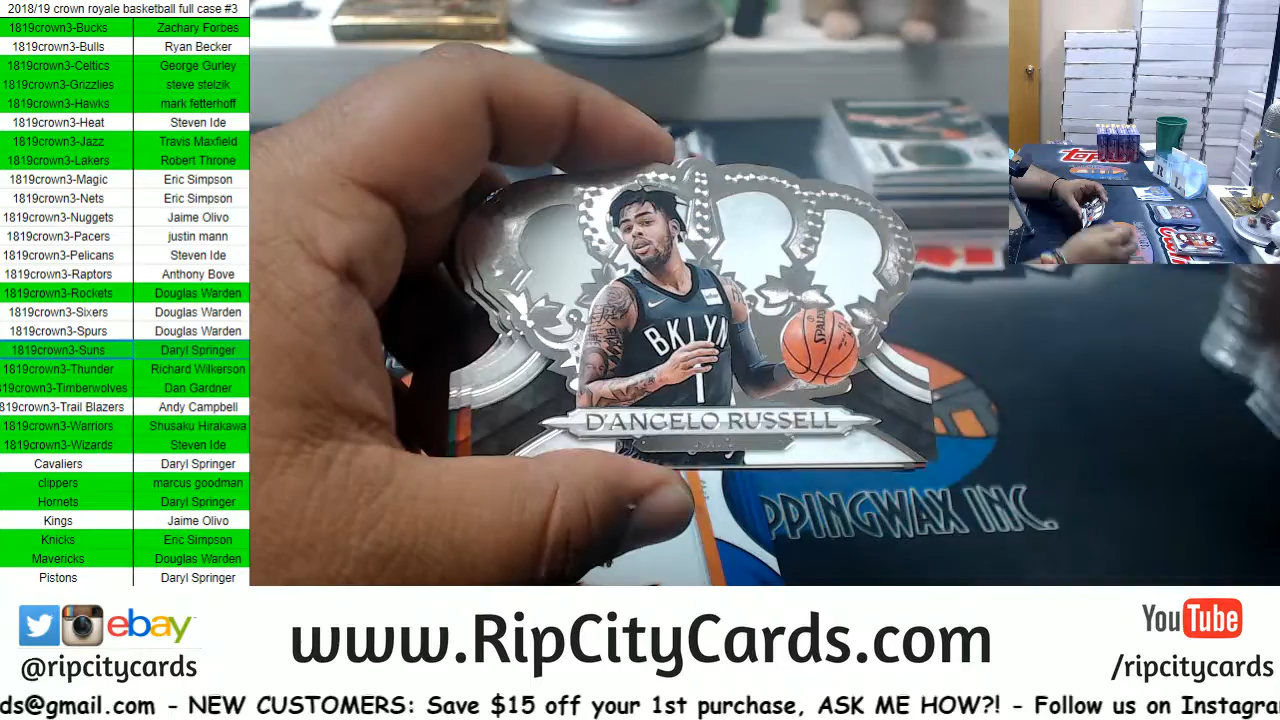 2018/19 crown royale basketball full case #3
1819crown3-Bucks Zachary Forbes
1819crown3-Bulls Ryan Becker
1819crown3-Celtics George Gurley
1819crown3-Grizzlies steve stelzik
1819crown3-Hawks mark fetterhoff
1819crown3-Heat Steven Ide
1819crown3-Jazz Travis Maxfield
1819crown3-Lakers Robert Throne
1819crown3-Magic Eric Simpson
1819crown3-Nets Eric Simpson
1819crown3-Nuggets Jaime Olivo
1819crown3-Pacers justin mann
1819crown3-Pelicans Steven Ide
1819crown3-Raptors Anthony Bove
1819crown3-Rockets Douglas Warden
1819crown3-Sixers Douglas Warden
1819crown3-Spurs Douglas Warden
1819crown3-Suns Daryl Springer
1819crown3-Thunder Richard Wilkerson
1819crown3-Timberwolves Dan Gardner
819crown3-Trail Blazers Andy Campbell
1819crown3-Warriors Shusaku Hirakawa
1819crown3-Wizards Steven Ide
Cavaliers Daryl Springer
clippers marcus goodman
Hornets Daryl Springer
Kings Jaime Olivo
Knicks Eric Simpson
Mavericks Douglas Warden
Pistons Daryl Springer
BKLYN
1
SPALDING
D'ANGELO RUSSELL
PPINGWAX INC.
Topps
ebay
@ripcitycards
www.RipCityCards.com
YouTube
/ripcitycards
ds@gmail.com - NEW CUSTOMERS: Save $15 off your 1st purchase, ASK ME HOW?! - Follow us on Instagra